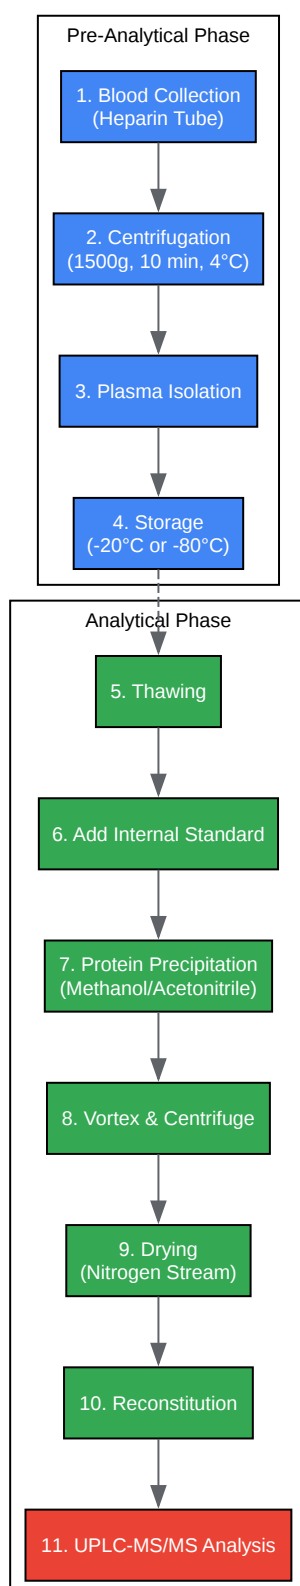 Pre-Analytical Phase
1. Blood Collection
(Heparin Tube)
2. Centrifugation
(1500g, 10 min, 4°C)
3. Plasma Isolation
4. Storage
(-20°C or -80°C)
Analytical Phase
5. Thawing
6. Add Internal Standard
7. Protein Precipitation
(Methanol/Acetonitrile)
8. Vortex & Centrifuge
9. Drying
(Nitrogen Stream)
10. Reconstitution
11. UPLC-MS/MS Analysis